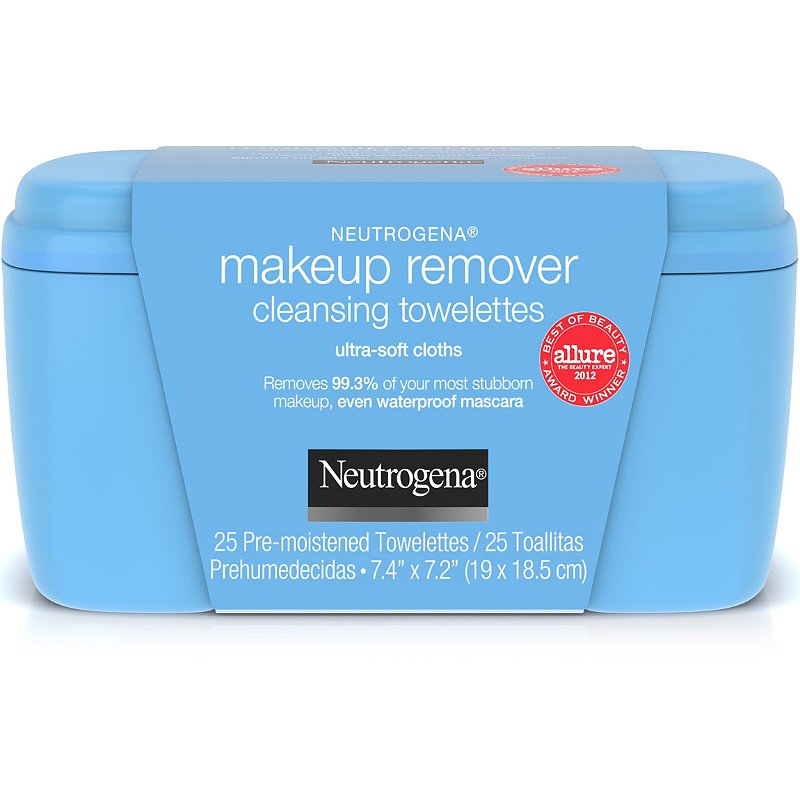 Neutrogena
NEUTROGENA®
makeup remover
cleansing towelettes
ultra-soft cloths
Removes 99.3% of your most stubborn
makeup, even waterproof mascara
BEST OF BEAUTY
allure
THE BEAUTY EXPERT
2012
AWARD WINNER
Neutrogena®
25 Pre-moistened Towelettes / 25 Toallitas
Prehumedecidas • 7.4” x 7.2” (19 x 18.5 cm)